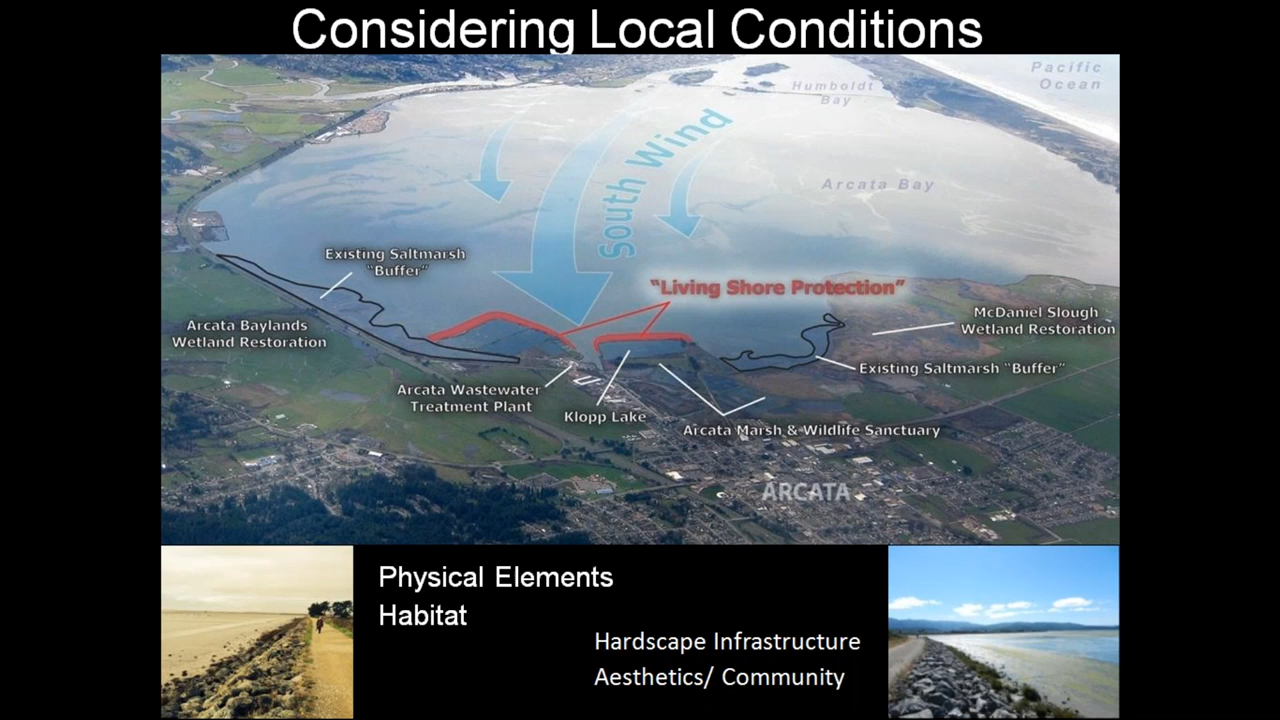 Considering Local Conditions
Pacific
Ocean
Humboldt
Bay
South Wind
Arcata Bay
Existing Saltmarsh
"Buffer"
"Living Shore Protection"
McDaniel Slough
Wetland Restoration
Arcata Baylands
Wetland Restoration
Existing Saltmarsh "Buffer"
Arcata Wastewater
Treatment Plant
Klopp Lake
Arcata Marsh & Wildlife Sanctuary
ARCATA
Physical Elements
Habitat
Hardscape Infrastructure
Aesthetics/ Community